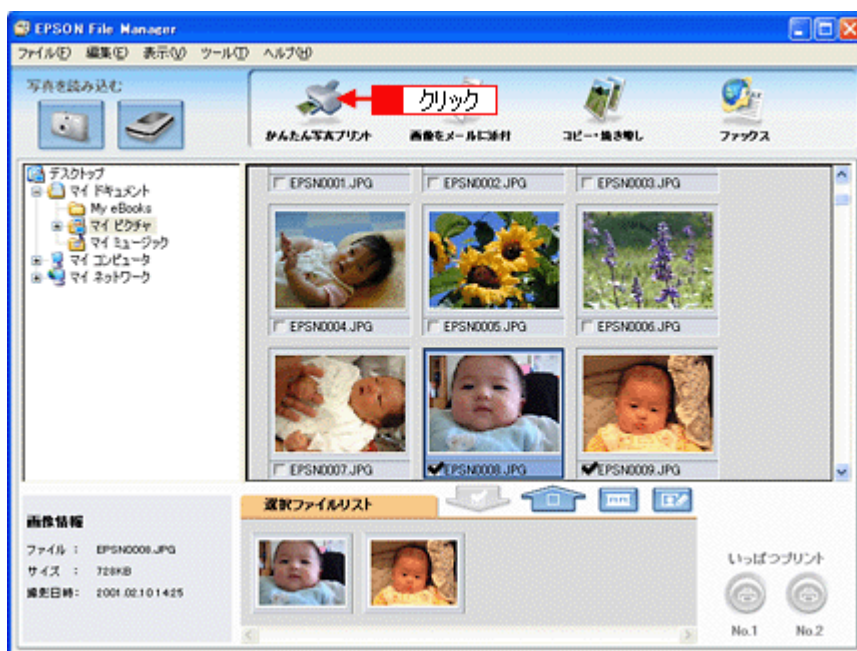 EPSON File Manager
ファイル(F) 編集(E) 表示(V) ツール(T) ヘルプ(H)
写真を読み込む
クリック
かんたん写真プリント 画像をメールに添付 コピー・焼き増し ファックス
デスクトップ
マイ ドキュメント
My eBooks
マイ ピクチャ
マイ ミュージック
マイ コンピュータ
マイ ネットワーク
EPSN0001.JPG EPSN0002.JPG EPSN0003.JPG
EPSN0004.JPG EPSN0005.JPG EPSN0006.JPG
EPSN0007.JPG EPSN0008.JPG EPSN0009.JPG
選択ファイルリスト
画像情報
ファイル : EPSN0008.JPG
サイズ : 728KB
撮影日時: 2001.02.10 14:25
いっぱつプリント
No.1 No.2